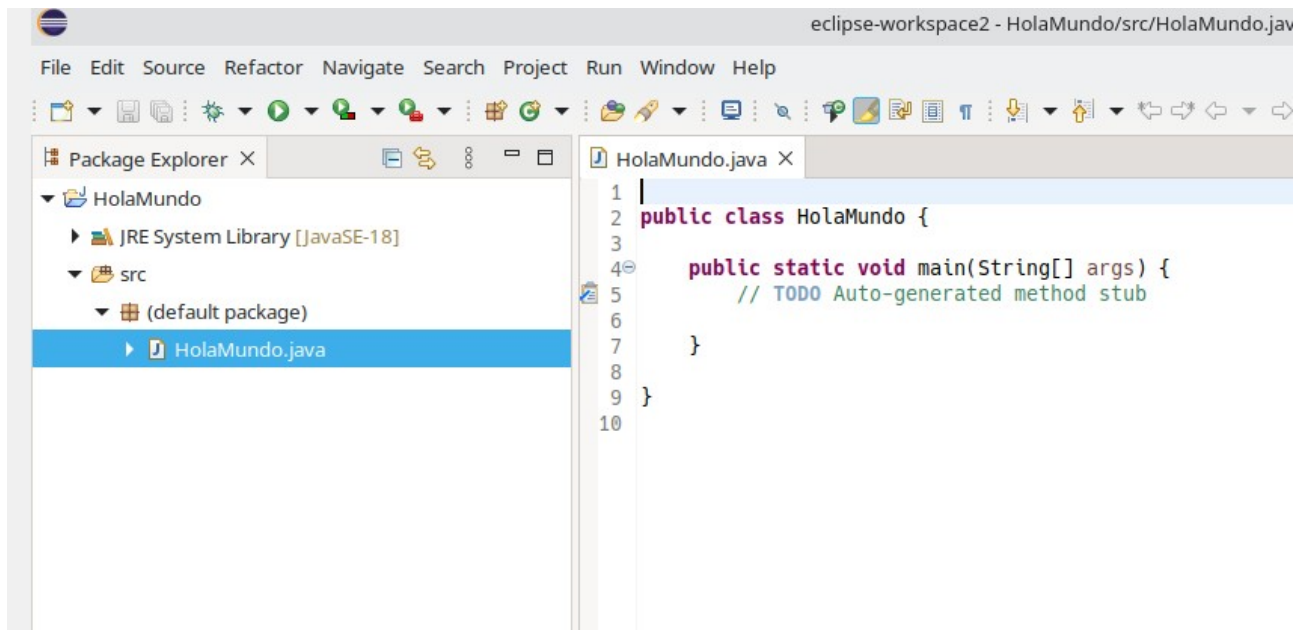 eclipse-workspace2 - HolaMundo/src/HolaMundo.jav
File Edit Source Refactor Navigate Search Project Run Window Help
Package Explorer
HolaMundo
JRE System Library [JavaSE-18]
src
(default package)
HolaMundo.java
HolaMundo.java
1
2 public class HolaMundo {
3
4 public static void main(String[] args) {
5 // TODO Auto-generated method stub
6
7 }
8
9 }
10